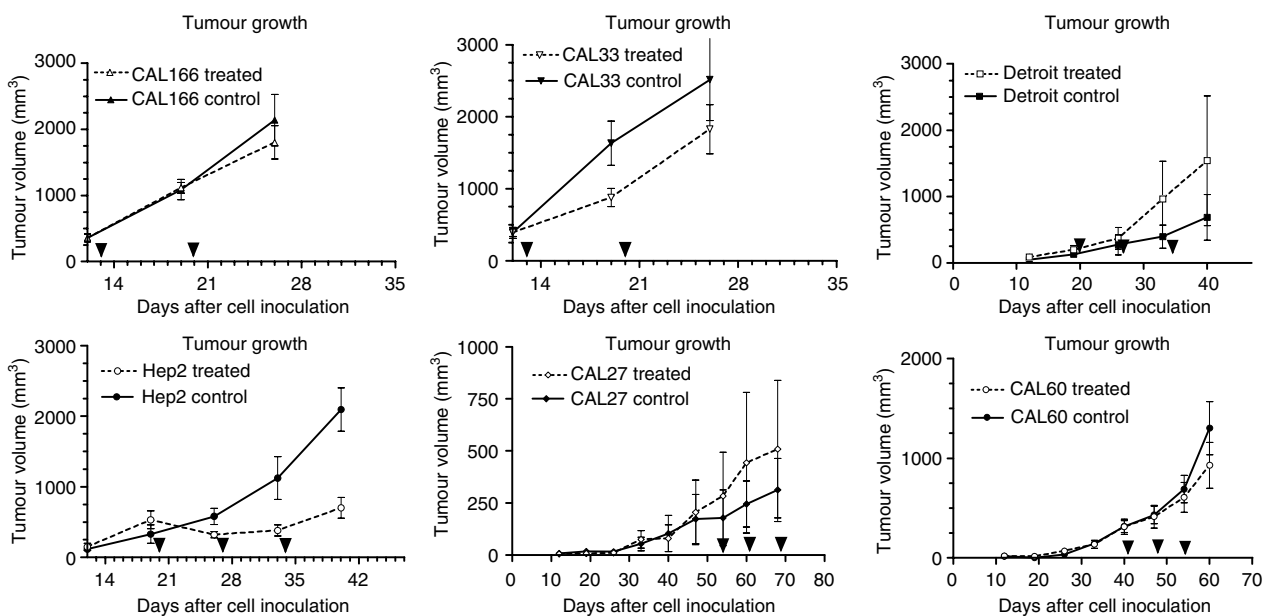 Tumour growth
Tumour volume (mm3)
3000
2000
1000
0
CAL166 treated
CAL166 control
14 21 28 35
Days after cell inoculation
Tumour growth
Tumour volume (mm3)
3000
2000
1000
0
CAL33 treated
CAL33 control
14 21 28 35
Days after cell inoculation
Tumour growth
Tumour volume (mm3)
3000
2000
1000
0
Detroit treated
Detroit control
0 10 20 30 40
Days after cell inoculation
Tumour growth
Tumour volume (mm3)
3000
2000
1000
0
Hep2 treated
Hep2 control
14 21 28 35 42
Days after cell inoculation
Tumour growth
Tumour volume (mm3)
1000
750
500
250
0
CAL27 treated
CAL27 control
0 10 20 30 40 50 60 70 80
Days after cell inoculation
Tumour growth
Tumour volume (mm3)
2000
1000
0
CAL60 treated
CAL60 control
0 10 20 30 40 50 60 70
Days after cell inoculation